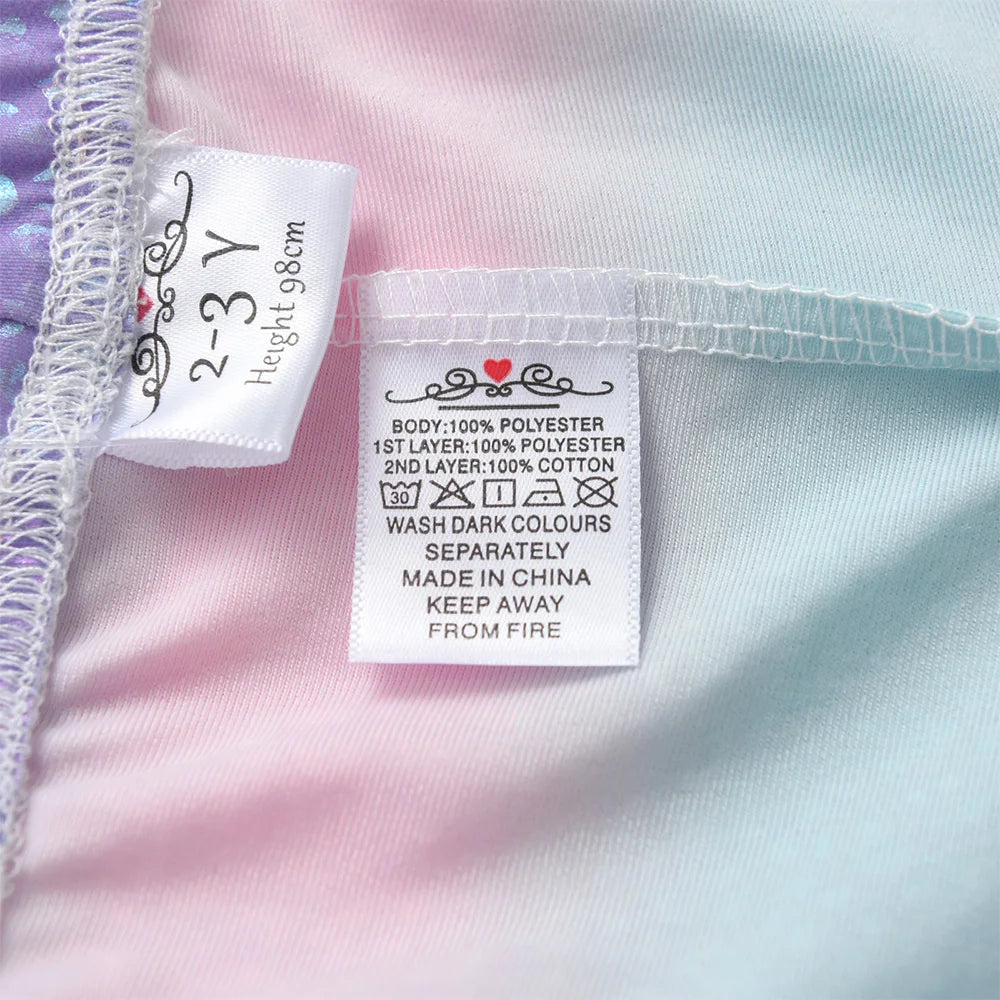 2-3 Y
Height 98cm
BODY:100% POLYESTER
1ST LAYER:100% POLYESTER
2ND LAYER:100% COTTON
30
WASH DARK COLOURS
SEPARATELY
MADE IN CHINA
KEEP AWAY
FROM FIRE